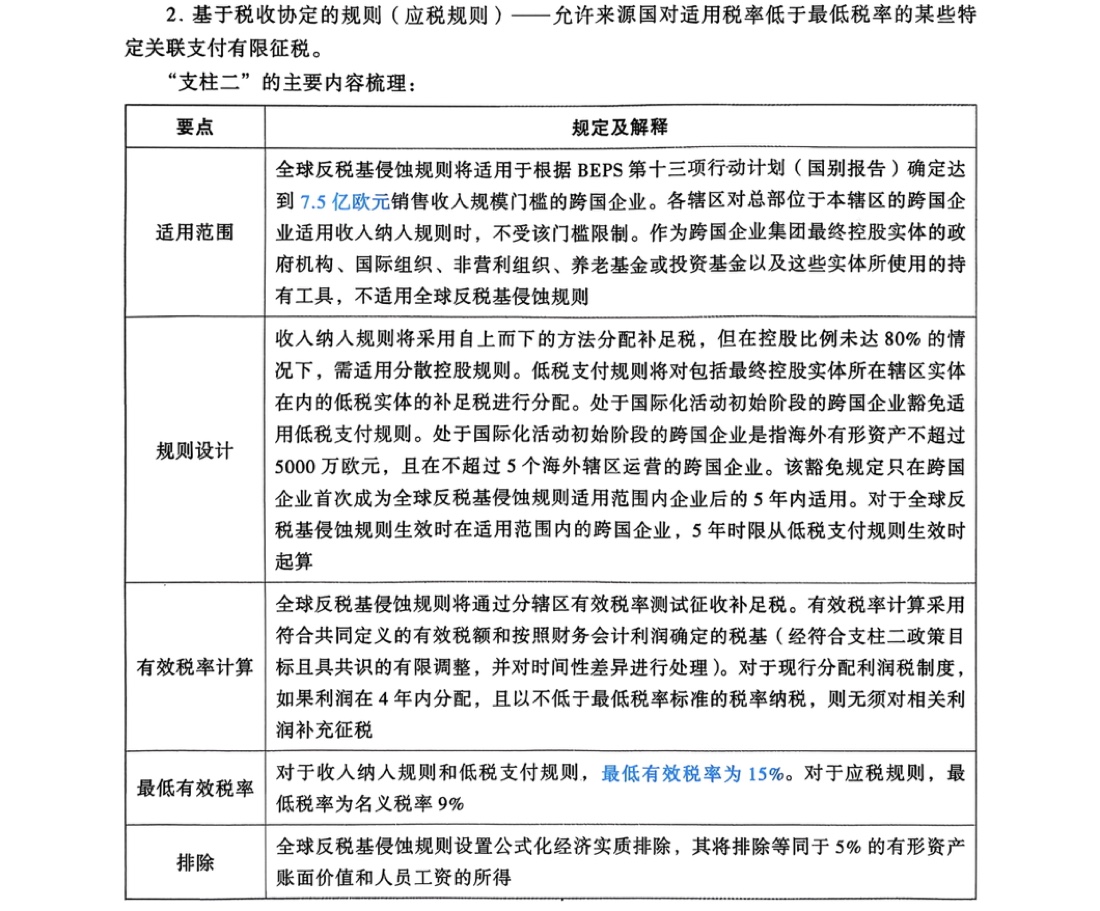 2. 基于税收协定的规则（应税规则）——允许来源国对适用税率低于最低税率的某些特
定关联支付有限征税。
“支柱二”的主要内容梳理：
要点
规定及解释
适用范围
全球反税基侵蚀规则将适用于根据 BEPS 第十三项行动计划（国别报告）确定达
到 7.5 亿欧元销售收入规模门槛的跨国企业。各辖区对总部位于本辖区的跨国企
业适用收入纳入规则时，不受该门槛限制。作为跨国企业集团最终控股实体的政
府机构、国际组织、非营利组织、养老基金或投资基金以及这些实体所使用的持
有工具，不适用全球反税基侵蚀规则
规则设计
收入纳入规则将采用自上而下的方法分配补足税，但在控股比例未达 80% 的情
况下，需适用分散控股规则。低税支付规则将对包括最终控股实体所在辖区实体
在内的低税实体的补足税进行分配。处于国际化活动初始阶段的跨国企业豁免适
用低税支付规则。处于国际化活动初始阶段的跨国企业是指海外有形资产不超过
5000 万欧元，且在不超过 5 个海外辖区运营的跨国企业。该豁免规定只在跨国
企业首次成为全球反税基侵蚀规则适用范围内企业后的 5 年内适用。对于全球反
税基侵蚀规则生效时在适用范围内的跨国企业，5 年时限从低税支付规则生效时
起算
有效税率计算
全球反税基侵蚀规则将通过分辖区有效税率测试征收补足税。有效税率计算采用
符合共同定义的有效税额和按照财务会计利润确定的税基（经符合支柱二政策目
标且具共识的有限调整，并对时间性差异进行处理）。对于现行分配利润税制度，
如果利润在 4 年内分配，且以不低于最低税率标准的税率纳税，则无须对相关利
润补充征税
最低有效税率
对于收入纳入规则和低税支付规则，最低有效税率为 15%。对于应税规则，最
低税率为名义税率 9%
排除
全球反税基侵蚀规则设置公式化经济实质排除，其将排除等同于 5% 的有形资产
账面价值和人员工资的所得